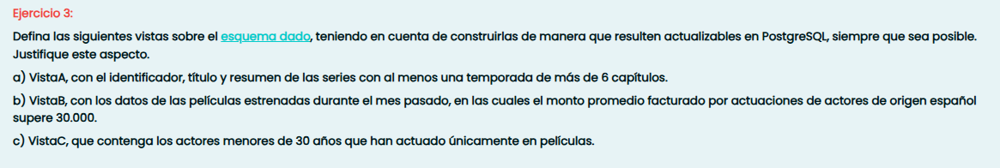 Ejercicio 3:
Defina las siguientes vistas sobre el esquema dado, teniendo en cuenta de construirlas de manera que resulten actualizables en PostgreSQL, siempre que sea posible.
Justifique este aspecto.
a) VistaA, con el identificador, título y resumen de las series con al menos una temporada de más de 6 capítulos.
b) VistaB, con los datos de las películas estrenadas durante el mes pasado, en las cuales el monto promedio facturado por actuaciones de actores de origen español
supere 30.000.
c) VistaC, que contenga los actores menores de 30 años que han actuado únicamente en películas.